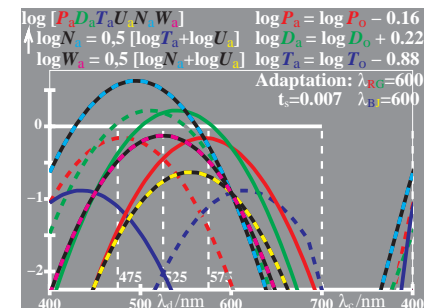 log [PaDaTaUaNaWa] logPa = log Po − 0.16
logNa = 0,5 [logTa+logUa] logDa = log Do + 0.22
logWa = 0,5 [logNa+logUa] logTa = log To − 0.88
Adaptation: λRG=600
ts=0.007 λBJ=600
0
−1
−2
475 525 575
400 500 λd/nm 600 700 λc/nm 400